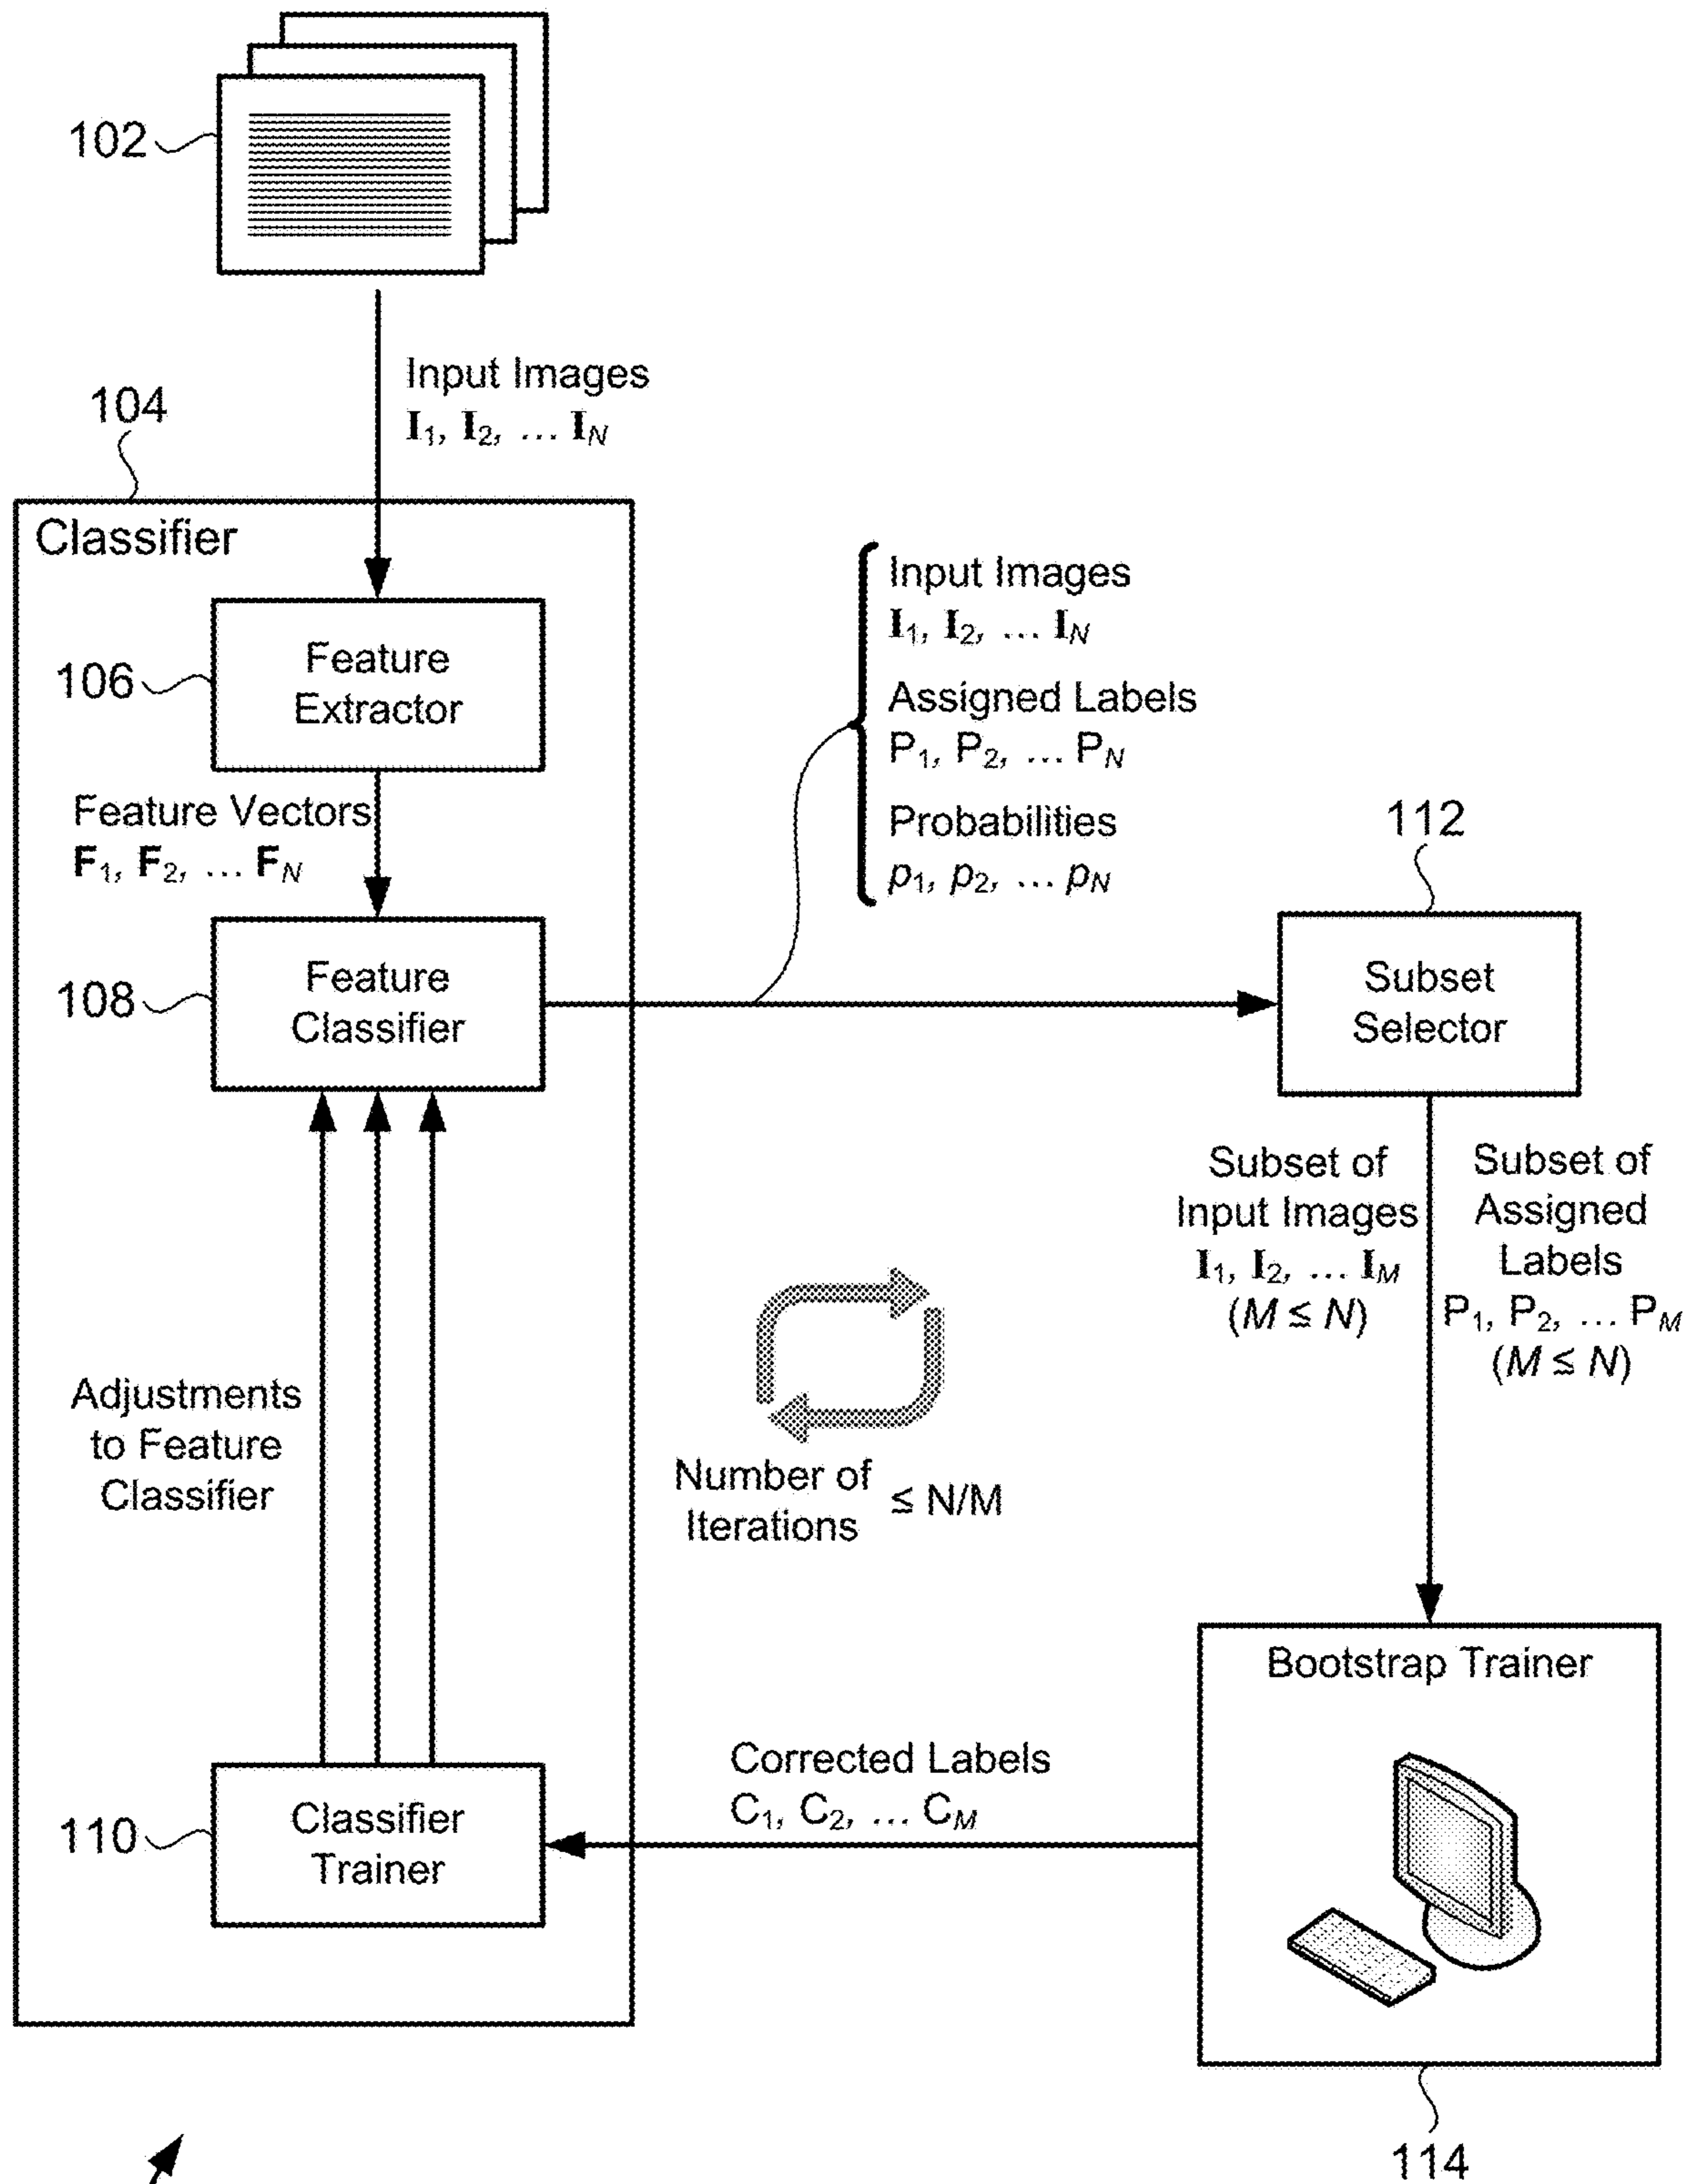 102
Input Images
I1, I2, … IN
104
Classifier
Feature
Extractor
106
Feature Vectors
F1, F2, … FN
Feature
Classifier
108
Input Images
I1, I2, … IN
Assigned Labels
P1, P2, … PN
Probabilities
p1, p2, … pN
112
Subset
Selector
Subset of
Input Images
I1, I2, … IM
(M ≤ N)
Subset of
Assigned
Labels
P1, P2, … PM
(M ≤ N)
Adjustments
to Feature
Classifier
Number of
Iterations
≤ N/M
Bootstrap Trainer
Corrected Labels
C1, C2, … CM
110
Classifier
Trainer
114